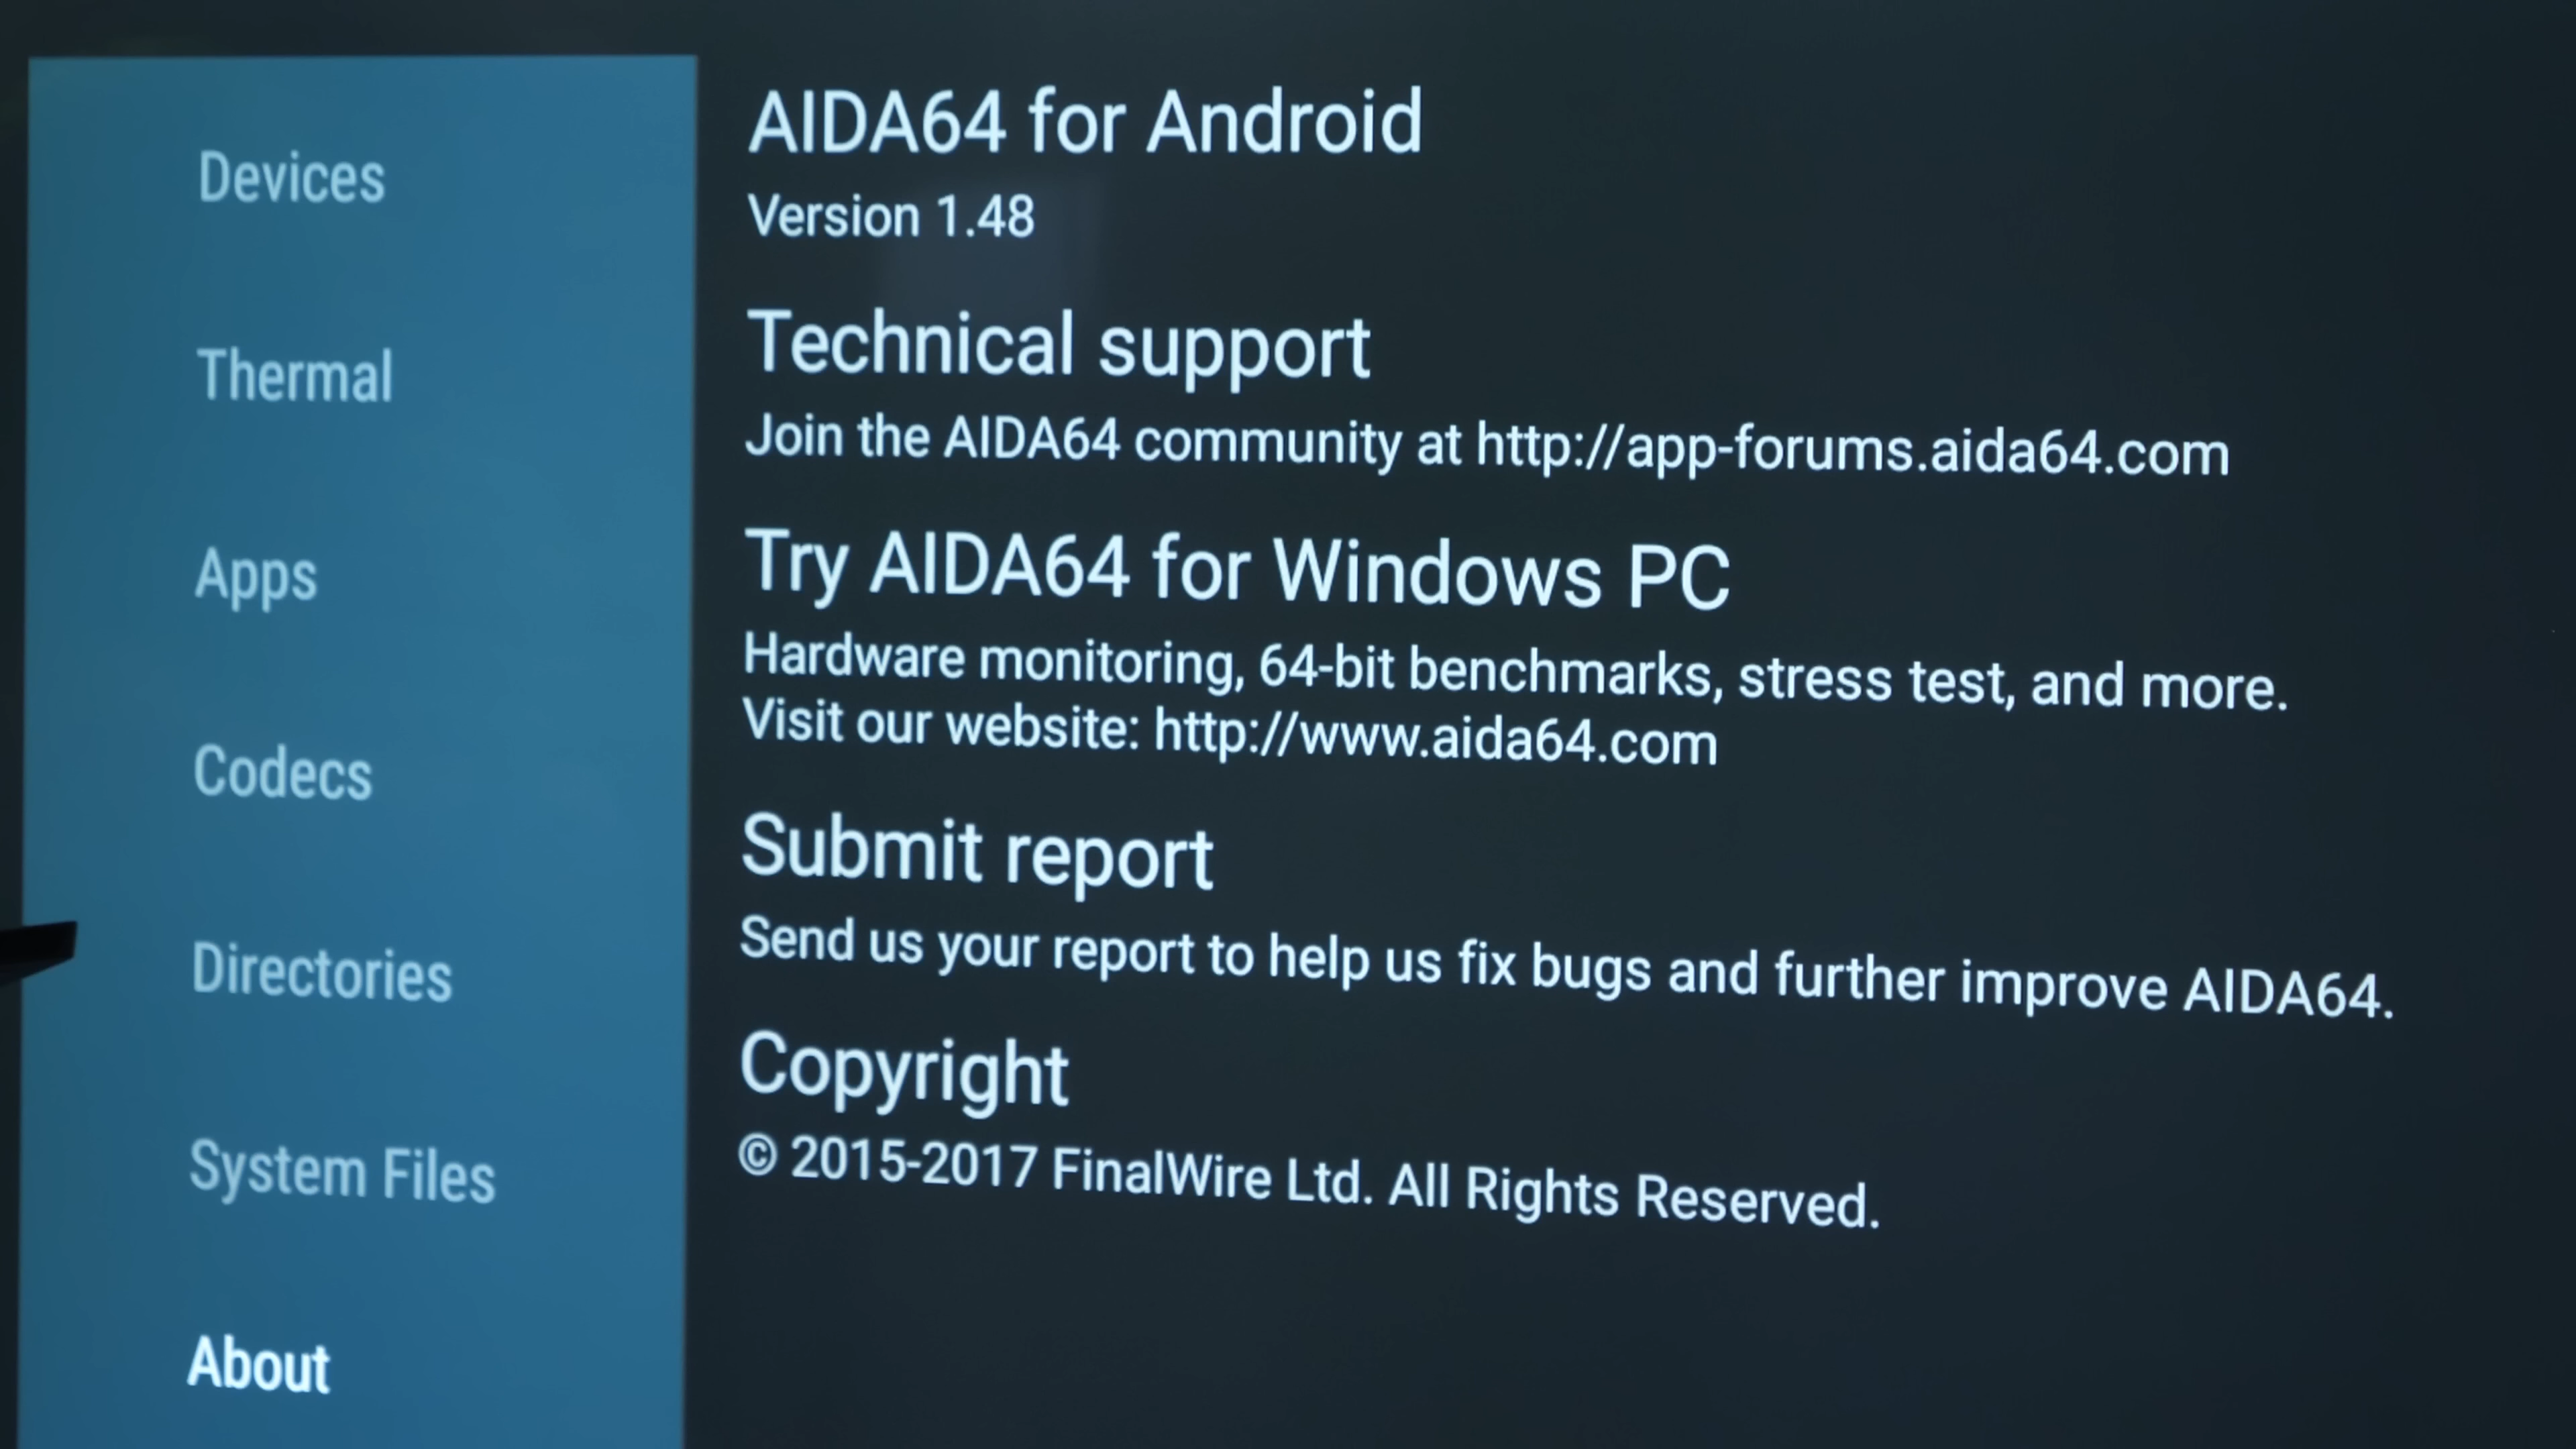 Devices
Thermal
Apps
Codecs
Directories
System Files
About
AIDA64 for Android
Version 1.48
Technical support
Join the AIDA64 community at http://app-forums.aida64.com
Try AIDA64 for Windows PC
Hardware monitoring, 64-bit benchmarks, stress test, and more.
Visit our website: http://www.aida64.com
Submit report
Send us your report to help us fix bugs and further improve AIDA64.
Copyright
© 2015-2017 FinalWire Ltd. All Rights Reserved.